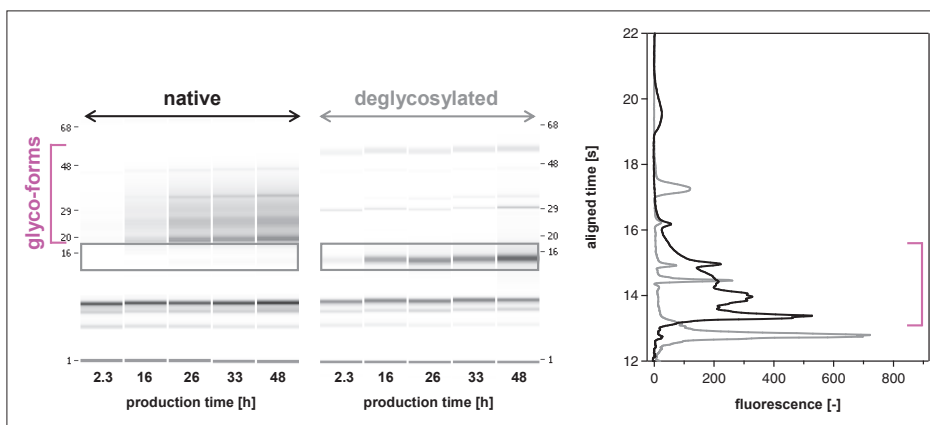 native
deglycosylated
glyco-forms
68
48
29
20
16
1
68
48
29
20
16
1
2.3 16 26 33 48
2.3 16 26 33 48
production time [h]
production time [h]
aligned time [s]
22
20
18
16
14
12
0 200 400 600 800
fluorescence [-]